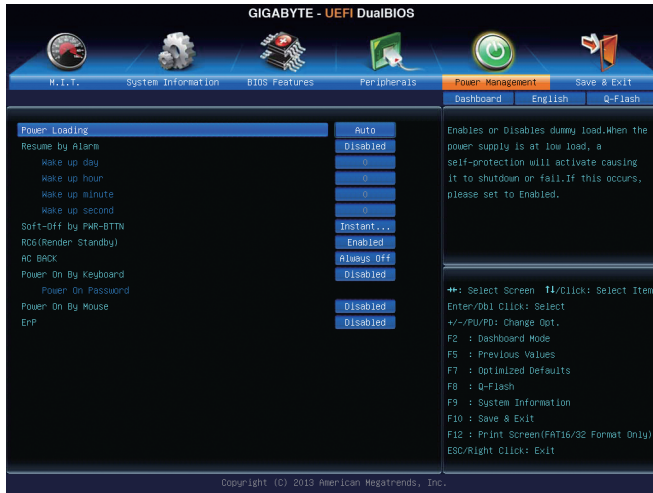 GIGABYTE - UEFI DualBIOS
M.I.T. System Information BIOS Features Peripherals Power Management Save & Exit
Dashboard English Q-Flash
Power Loading Auto
Resume by Alarm Disabled
Wake up day 0
Wake up hour 0
Wake up minute 0
Wake up second 0
Soft-Off by PWR-BTTN Instant...
RC6(Render Standby) Enabled
AC BACK Always Off
Power On By Keyboard Disabled
Power On Password
Power On By Mouse Disabled
ErP Disabled
Enables or Disables dummy load.When the
power supply is at low load, a
self-protection will activate causing
it to shutdown or fail.If this occurs,
please set to Enabled.
→←: Select Screen ↑↓/Click: Select Item
Enter/Dbl Click: Select
+/-/PU/PD: Change Opt.
F2 : Dashboard Mode
F5 : Previous Values
F7 : Optimized Defaults
F8 : Q-Flash
F9 : System Information
F10 : Save & Exit
F12 : Print Screen(FAT16/32 Format Only)
ESC/Right Click: Exit
Copyright (C) 2013 American Megatrends, Inc.